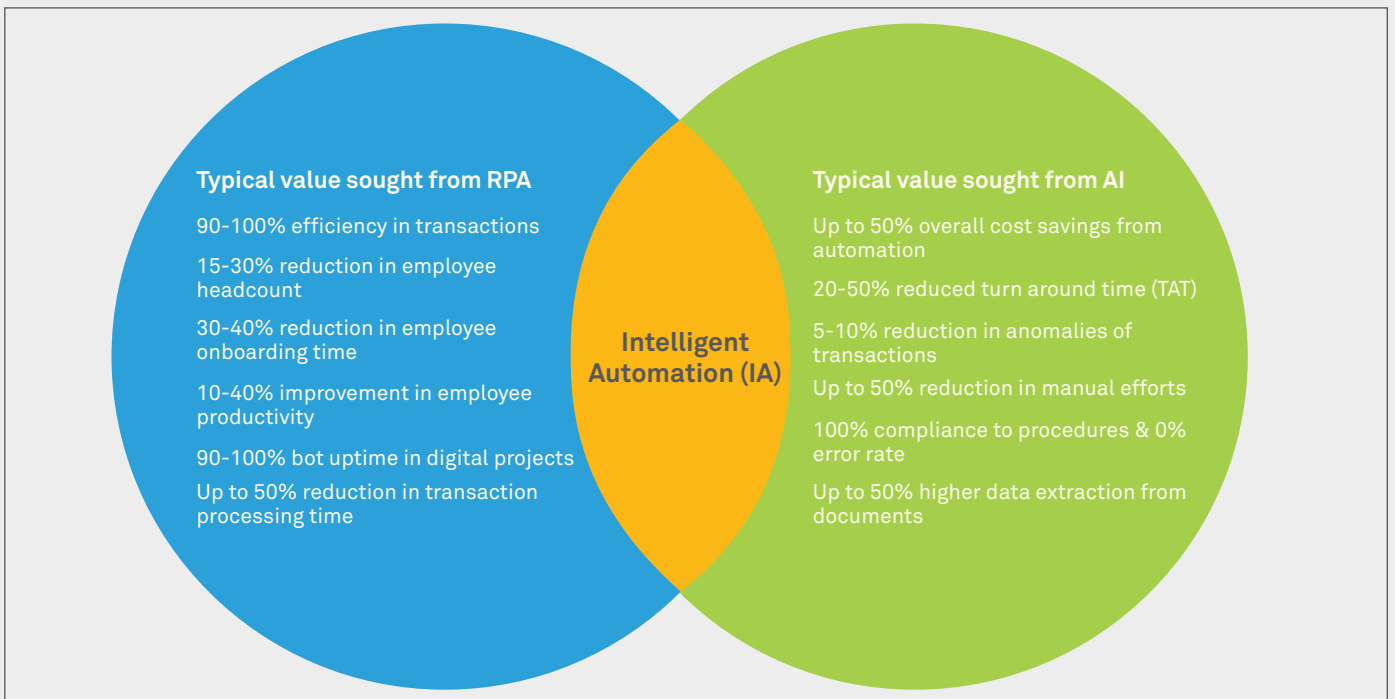 Typical value sought from RPA
90-100% efficiency in transactions
15-30% reduction in employee
headcount
30-40% reduction in employee
onboarding time
10-40% improvement in employee
productivity
90-100% bot uptime in digital projects
Up to 50% reduction in transaction
processing time
Intelligent
Automation (IA)
Typical value sought from AI
Up to 50% overall cost savings from
automation
20-50% reduced turn around time (TAT)
5-10% reduction in anomalies of
transactions
Up to 50% reduction in manual efforts
100% compliance to procedures & 0%
error rate
Up to 50% higher data extraction from
documents